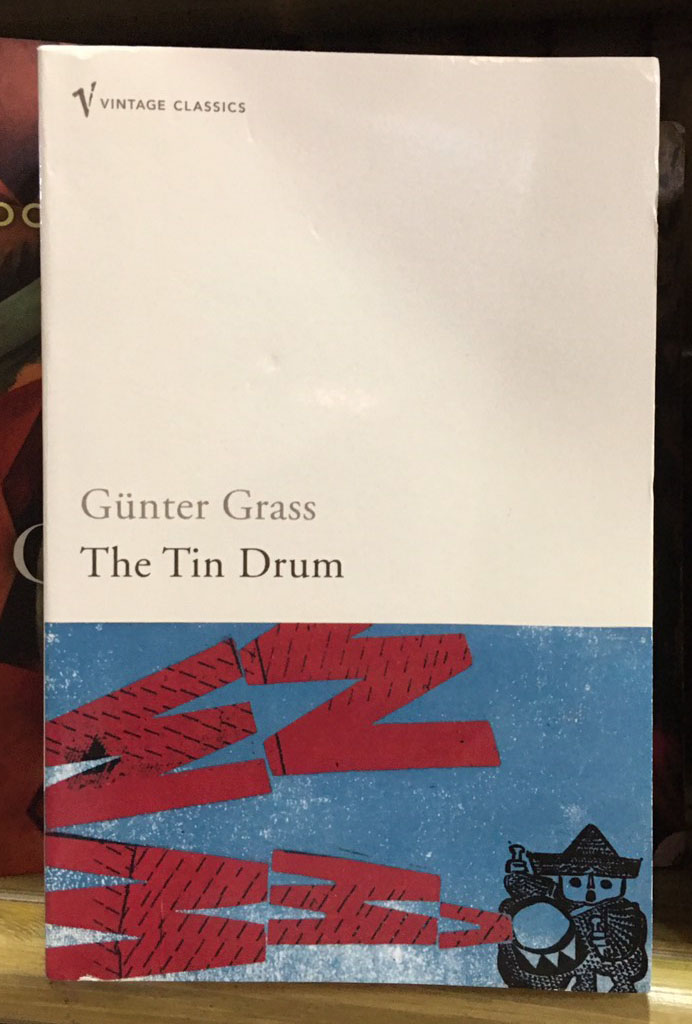 VINTAGE CLASSICS
Günter Grass
The Tin Drum